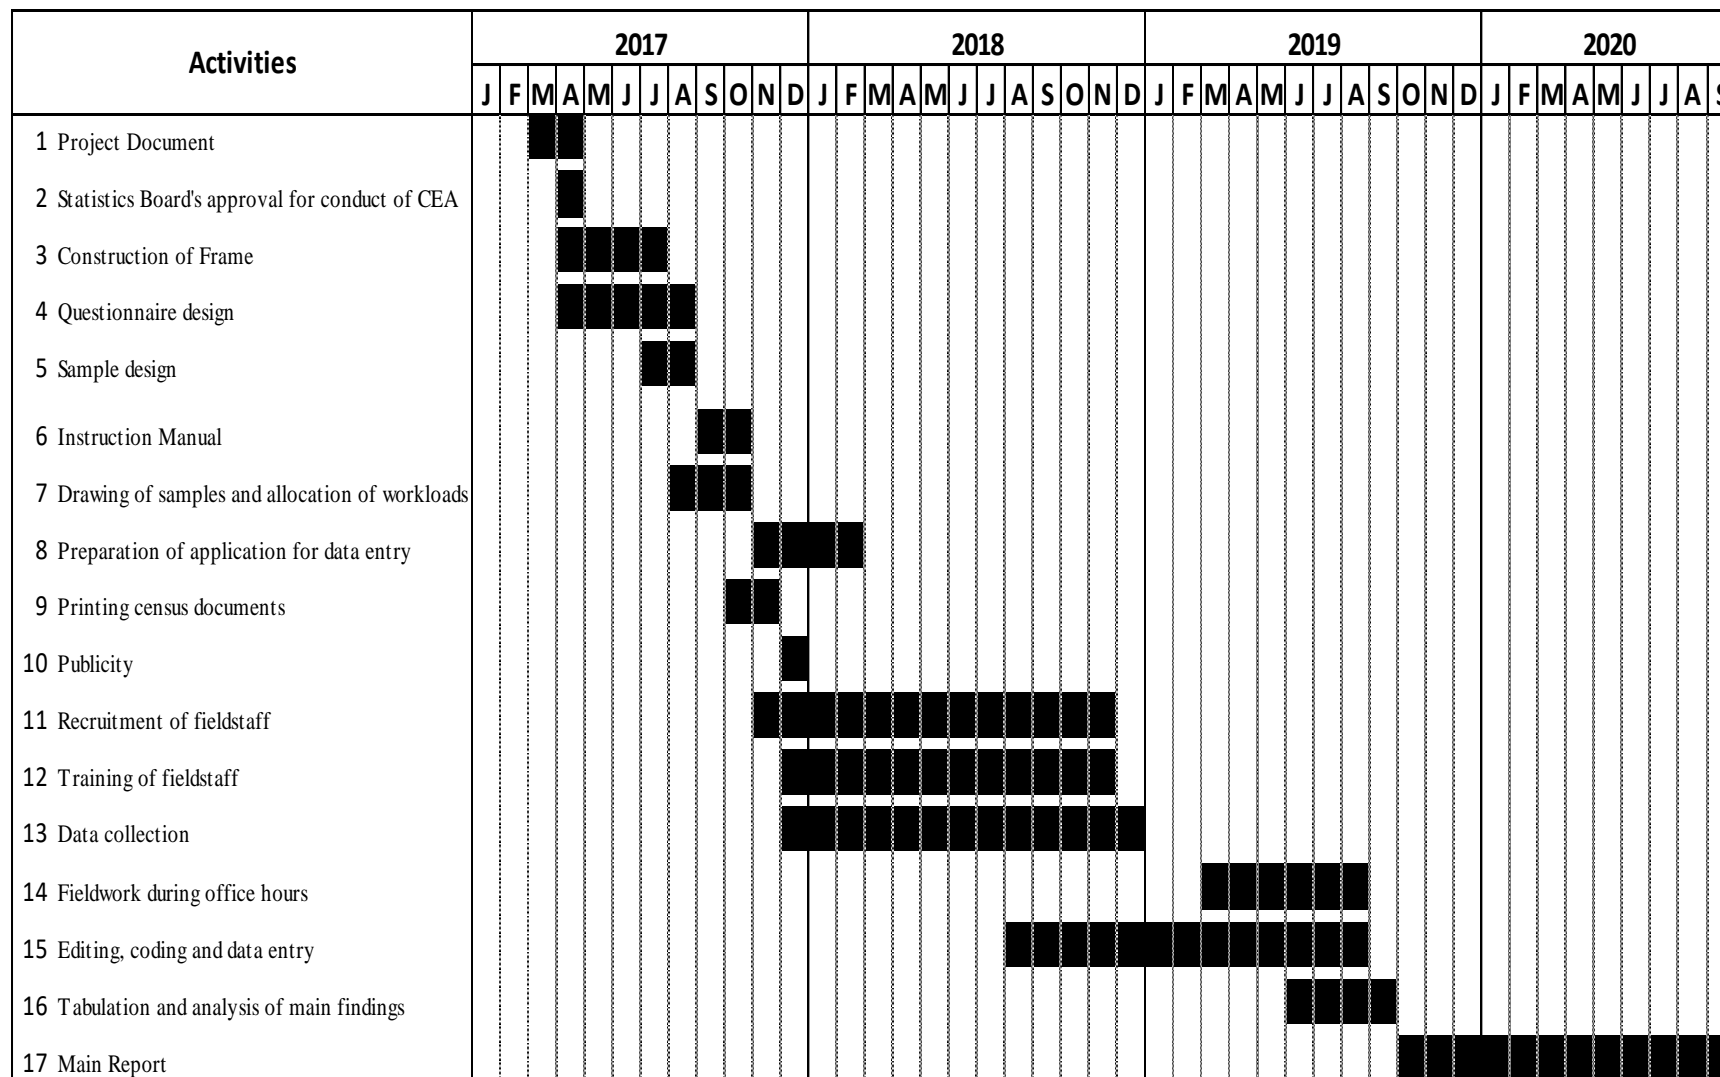 Activities
2017 2018 2019 2020
J F M A M J J A S O N D J F M A M J J A S O N D J F M A M J J A S O N D J F M A M J J A S
1 Project Document
2 Statistics Board's approval for conduct of CEA
3 Construction of Frame
4 Questionnaire design
5 Sample design
6 Instruction Manual
7 Drawing of samples and allocation of workloads
8 Preparation of application for data entry
9 Printing census documents
10 Publicity
11 Recruitment of fieldstaff
12 Training of fieldstaff
13 Data collection
14 Fieldwork during office hours
15 Editing, coding and data entry
16 Tabulation and analysis of main findings
17 Main Report